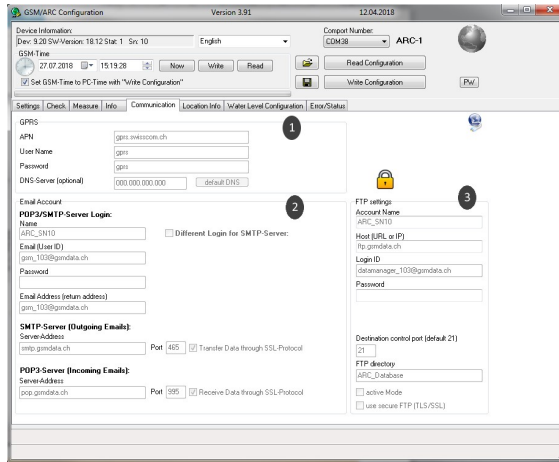 GSM/ARC Configuration Version 3.91 12.04.2018
Device Information:
Dev: 9.20 SW-Version: 18.12 Stat: 1 Sn: 10
English
Comport Number:
COM38
ARC-1
GSM-Time
27.07.2018 15:19:28 Now Write Read
Set GSM-Time to PC-Time with "Write Configuration"
Read Configuration
Write Configuration
PW
Settings Check Measure Info Communication Location Info Water Level Configuration Error/Status
GPRS
1
APN gprs.swisscom.ch
User Name gprs
Password gprs
DNS-Server (optional) 000.000.000.000 default DNS
Email Account
2
POP3/SMTP-Server Login:
Name
ARC_SN10
Different Login for SMTP-Server:
Email (User ID)
gsm_103@gsmdata.ch
Password
Email Address (return address)
gsm_103@gsmdata.ch
SMTP-Server (Outgoing Emails):
Server-Address
smtp.gsmdata.ch Port 465 Transfer Data through SSL-Protocol
POP3-Server (Incoming Emails):
Server-Address
pop.gsmdata.ch Port 995 Receive Data through SSL-Protocol
FTP settings
3
Account Name
ARC_SN10
Host (URL or IP)
ftp.gsmdata.ch
Login ID
datamanager_103@gsmdata.ch
Password
Destination control port (default 21)
21
FTP directory
ARC_Database
active Mode
use secure FTP (TLS/SSL)